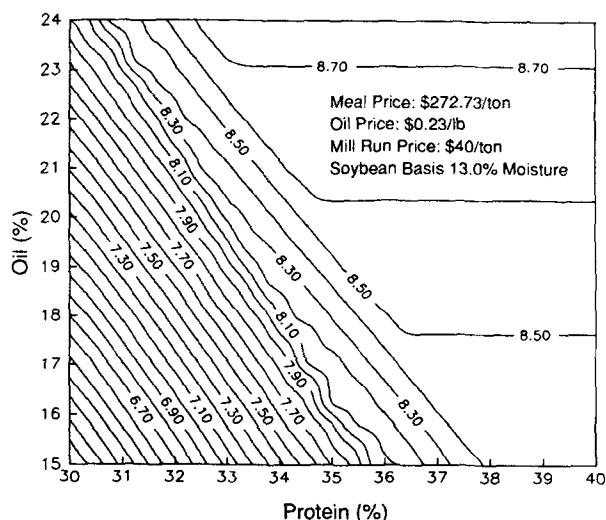 24
23
22
21
20
19
18
17
16
15
Oil (%)
30 31 32 33 34 35 36 37 38 39 40
Protein (%)
Meal Price: $272.73/ton
Oil Price: $0.23/lb
Mill Run Price: $40/ton
Soybean Basis 13.0% Moisture
8.70 8.70
8.30 8.50
8.10
7.90
7.30 7.50 7.70
8.30 8.50
8.10
8.50
7.90
6.70 6.90 7.10 7.30 7.50 7.70
8.30